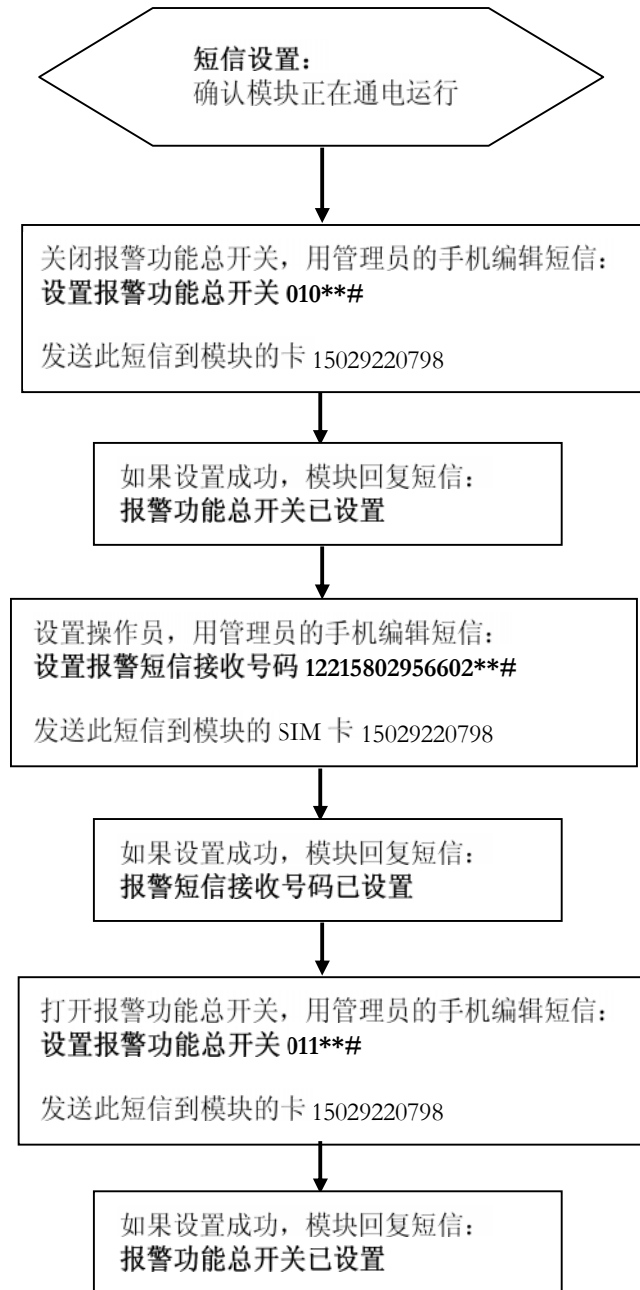 短信设置：
确认模块正在通电运行
关闭报警功能总开关，用管理员的手机编辑短信：
设置报警功能总开关 010**#
发送此短信到模块的卡 15029220798
如果设置成功，模块回复短信：
报警功能总开关已设置
设置操作员，用管理员的手机编辑短信：
设置报警短信接收号码 12215802956602**#
发送此短信到模块的 SIM 卡 15029220798
如果设置成功，模块回复短信：
报警短信接收号码已设置
打开报警功能总开关，用管理员的手机编辑短信：
设置报警功能总开关 011**#
发送此短信到模块的卡 15029220798
如果设置成功，模块回复短信：
报警功能总开关已设置